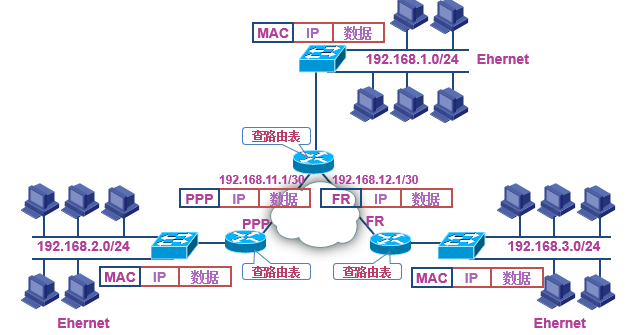 MAC IP 数据
192.168.1.0/24 Ehernet
查路由表
192.168.11.1/30 192.168.12.1/30
PPP IP 数据 FR IP 数据
PPP FR
192.168.2.0/24 192.168.3.0/24
查路由表 查路由表
MAC IP 数据 MAC IP 数据
Ehernet Ehernet